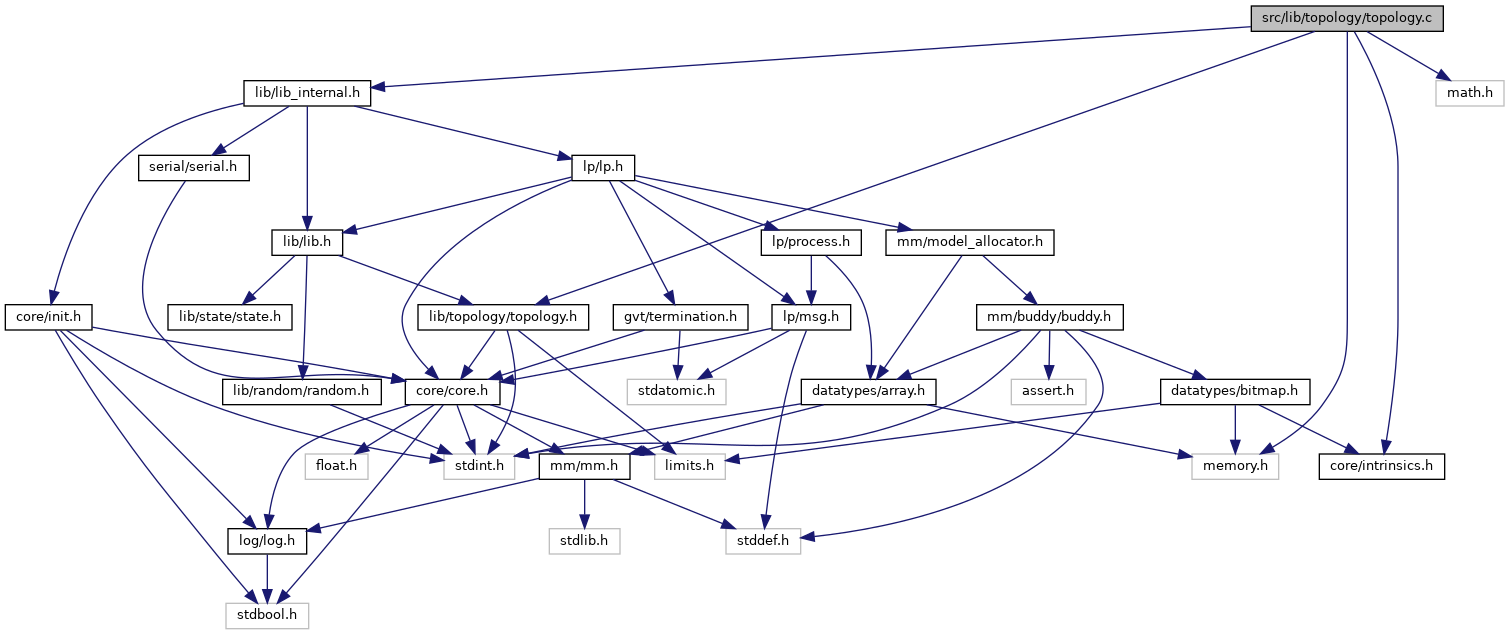 src/lib/topology/topology.c
lib/lib_internal.h
math.h
serial/serial.h
lp/lp.h
lib/lib.h
lp/process.h
mm/model_allocator.h
core/init.h
lib/state/state.h
lib/topology/topology.h
gvt/termination.h
lp/msg.h
mm/buddy/buddy.h
lib/random/random.h
core/core.h
stdatomic.h
datatypes/array.h
assert.h
datatypes/bitmap.h
float.h
stdint.h
mm/mm.h
limits.h
memory.h
core/intrinsics.h
log/log.h
stdlib.h
stddef.h
stdbool.h